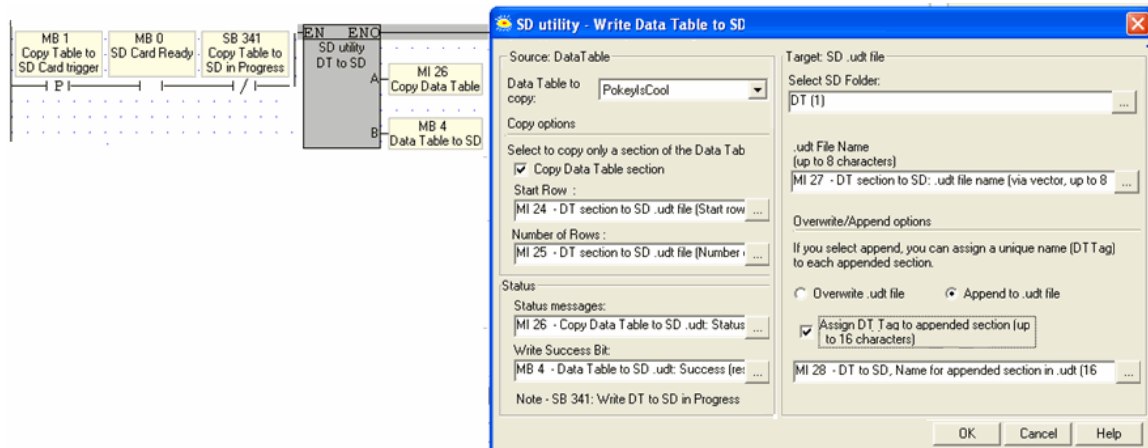 MB 1
Copy Table to
SD Card trigger
MB 0
SD Card Ready
SB 341
Copy Table to
SD in Progress
P
EN ENO
SD utility
DT to SD
A
MI 26
Copy Data Table
B
MB 4
Data Table to SD
SD utility - Write Data Table to SD
Source: DataTable
Data Table to
copy:
PokeyIsCool
Copy options
Select to copy only a section of the Data Tab
Copy Data Table section
Start Row :
MI 24 - DT section to SD .udt file (Start row
...
Number of Rows :
MI 25 - DT section to SD .udt file (Number
...
Status
Status messages:
MI 26 - Copy Data Table to SD .udt: Status
...
Write Success Bit:
MB 4 - Data Table to SD .udt: Success (res
...
Note - SB 341: Write DT to SD in Progress
Target: SD .udt file
Select SD Folder:
DT (1)
...
.udt File Name
(up to 8 characters)
MI 27 - DT section to SD: .udt file name (via vector, up to 8
...
Overwrite/Append options
If you select append, you can assign a unique name (DT Tag)
to each appended section.
Overwrite .udt file
Append to .udt file
Assign DT Tag to appended section (up
to 16 characters)
MI 28 - DT to SD, Name for appended section in .udt (16
...
OK
Cancel
Help